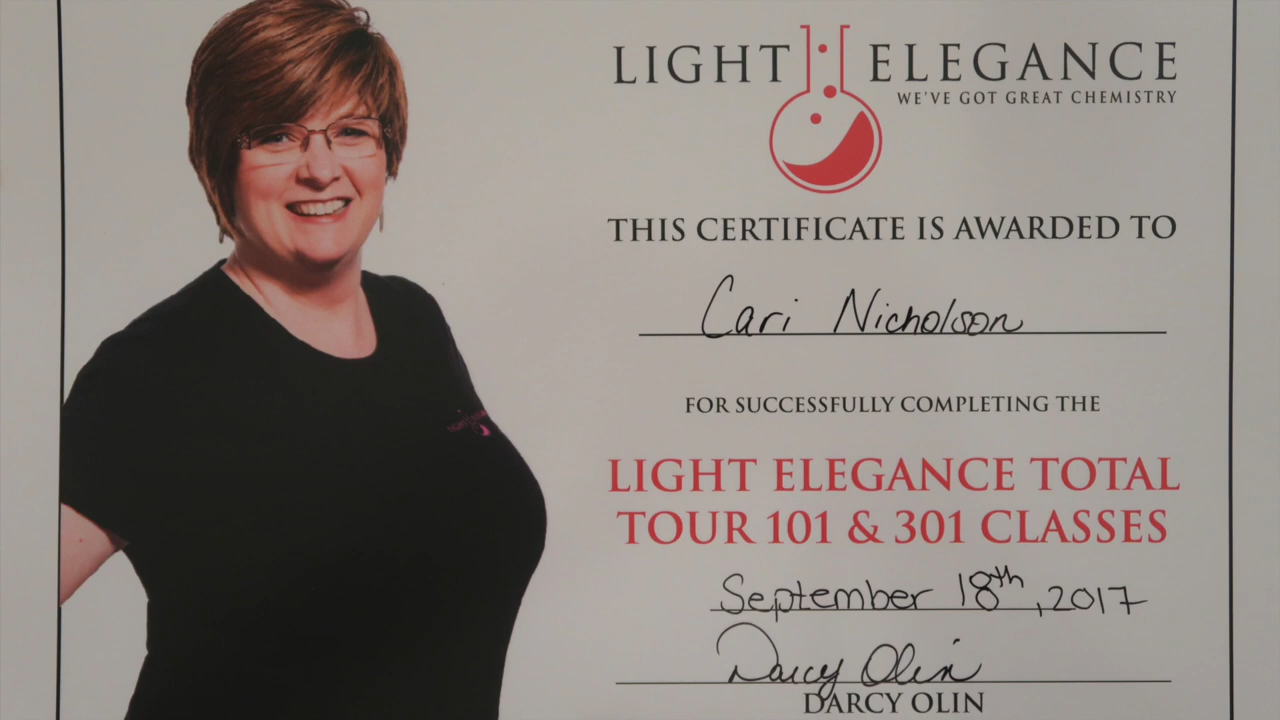 LIGHT ELEGANCE
WE'VE GOT GREAT CHEMISTRY
THIS CERTIFICATE IS AWARDED TO
Cari Nicholson
FOR SUCCESSFULLY COMPLETING THE
LIGHT ELEGANCE TOTAL
TOUR 101 & 301 CLASSES
September 18th, 2017
Darcy Olin
DARCY OLIN